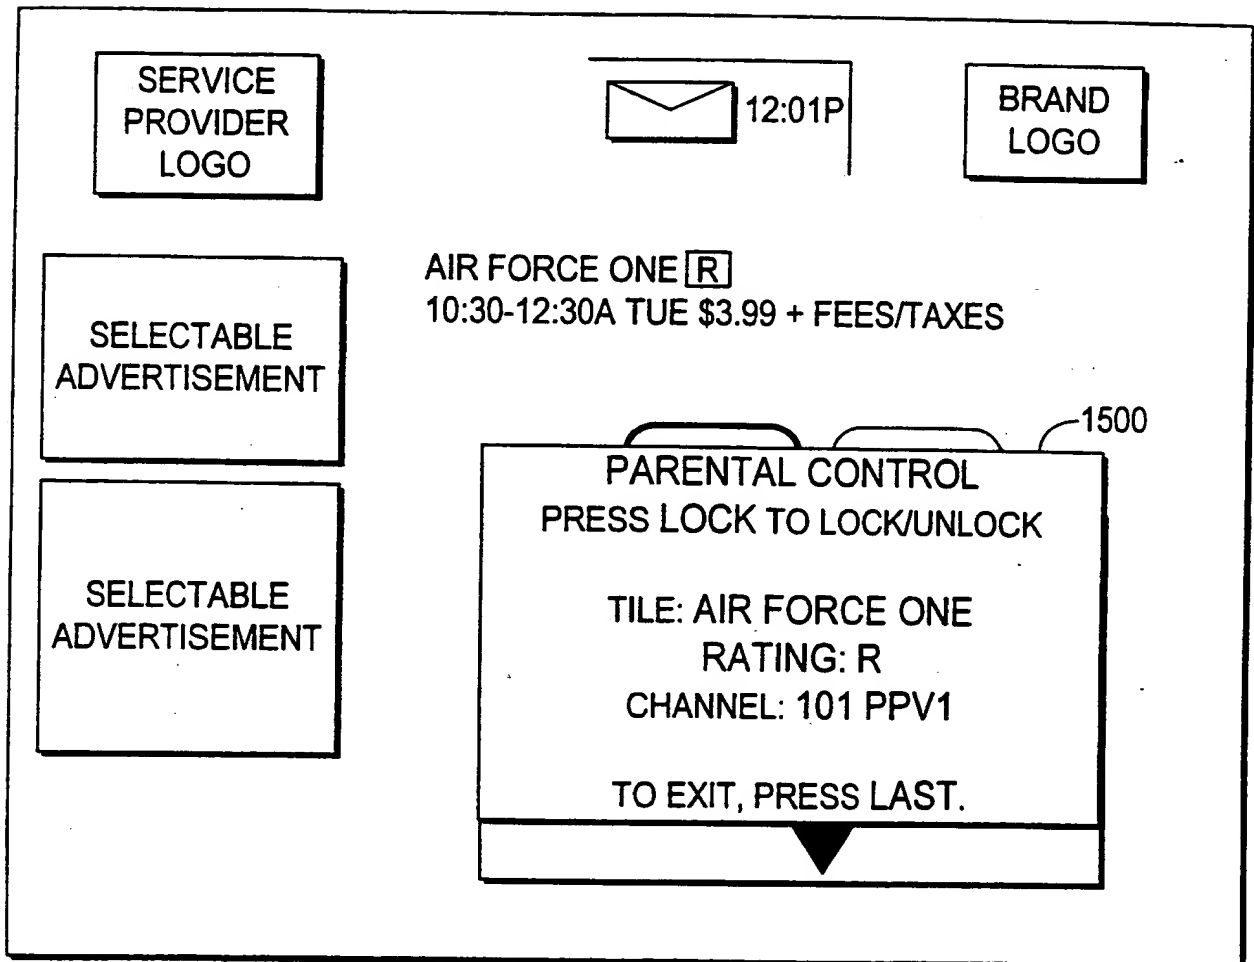 SERVICE
PROVIDER
LOGO
12:01P
BRAND
LOGO
AIR FORCE ONE R
10:30-12:30A TUE $3.99 + FEES/TAXES
SELECTABLE
ADVERTISEMENT
SELECTABLE
ADVERTISEMENT
1500
PARENTAL CONTROL
PRESS LOCK TO LOCK/UNLOCK
TILE: AIR FORCE ONE
RATING: R
CHANNEL: 101 PPV1
TO EXIT, PRESS LAST.